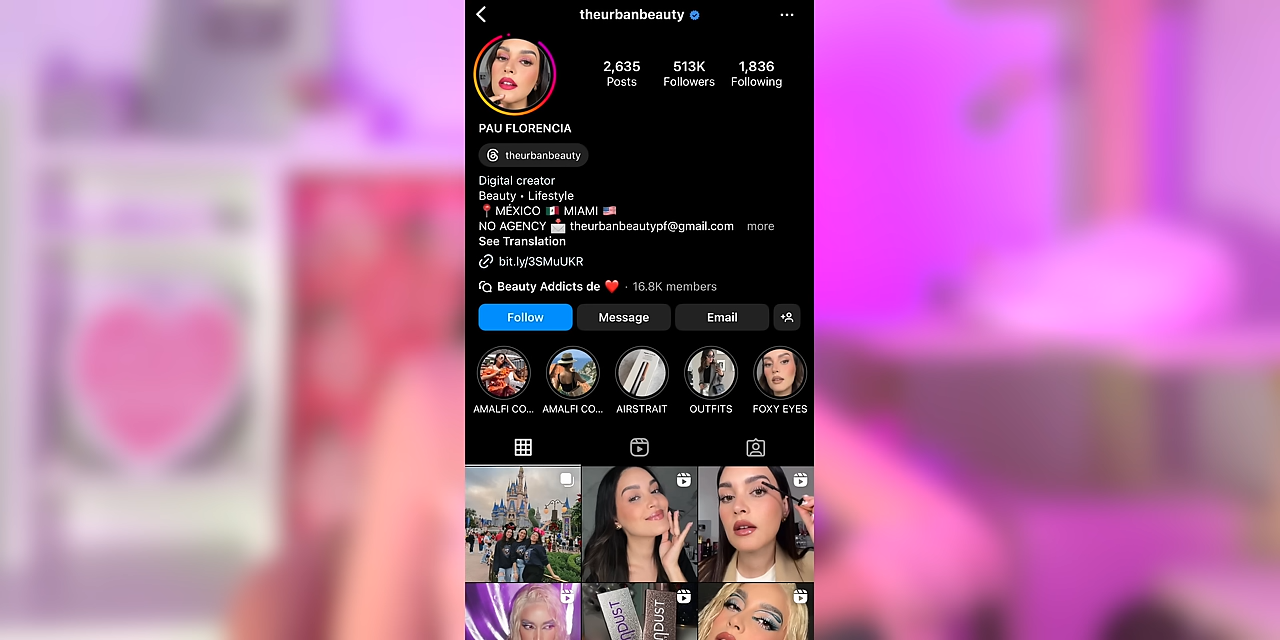 theurbanbeauty
2,635 513K 1,836
Posts Followers Following
PAU FLORENCIA
theurbanbeauty
Digital creator
Beauty • Lifestyle
📍 MÉXICO 🇲🇽 MIAMI 🇺🇸
NO AGENCY 📩 theurbanbeautypf@gmail.com more
See Translation
bit.ly/3SMuUKR
Beauty Addicts de ❤️ · 16.8K members
Follow Message Email
AMALFI CO... AMALFI CO... AIRSTRAIT OUTFITS FOXY EYES